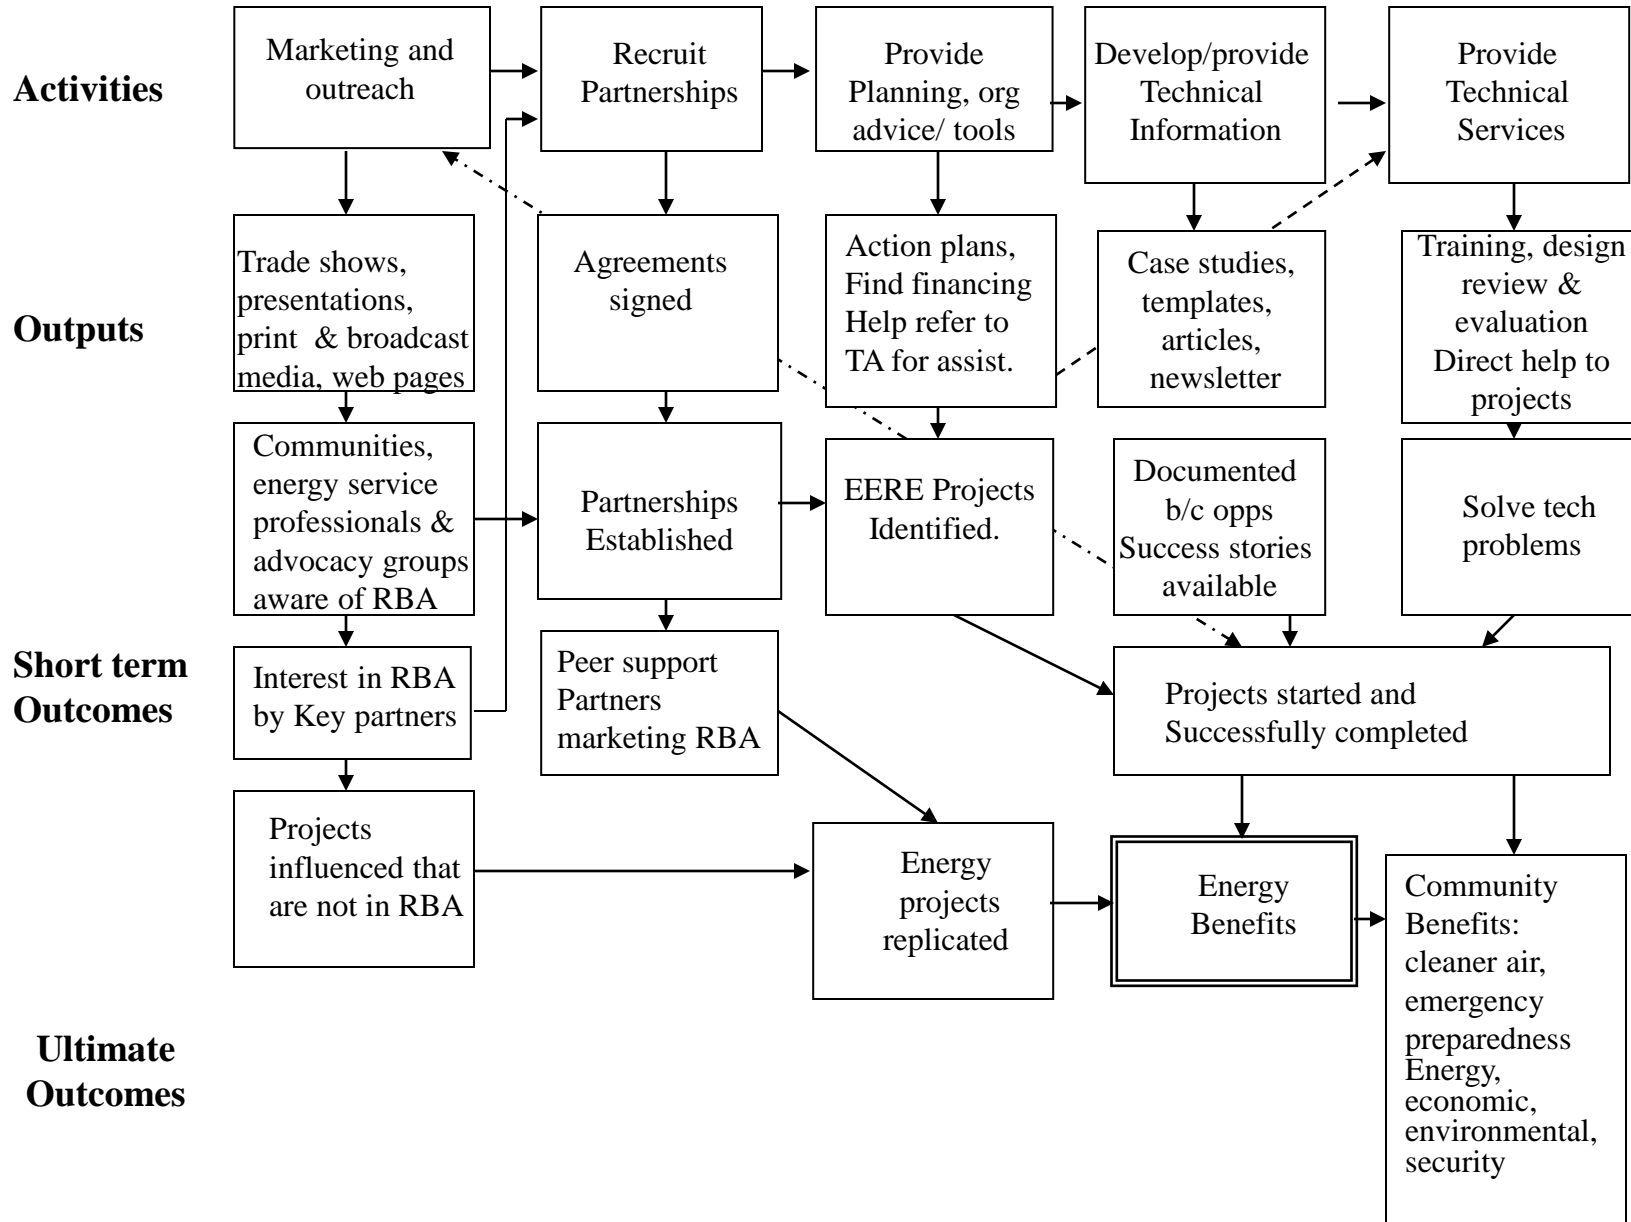 Activities
Marketing and
outreach
Recruit
Partnerships
Provide
Planning, org
advice/ tools
Develop/provide
Technical
Information
Provide
Technical
Services
Outputs
Trade shows,
presentations,
print & broadcast
media, web pages
Agreements
signed
Action plans,
Find financing
Help refer to
TA for assist.
Case studies,
templates,
articles,
newsletter
Training, design
review &
evaluation
Direct help to
projects
Short term
Outcomes
Communities,
energy service
professionals &
advocacy groups
aware of RBA
Partnerships
Established
EERE Projects
Identified.
Documented
b/c opps
Success stories
available
Solve tech
problems
Interest in RBA
by Key partners
Peer support
Partners
marketing RBA
Projects started and
Successfully completed
Projects
influenced that
are not in RBA
Energy
projects
replicated
Energy
Benefits
Community
Benefits:
cleaner air,
emergency
preparedness
Energy,
economic,
environmental,
security
Ultimate
Outcomes